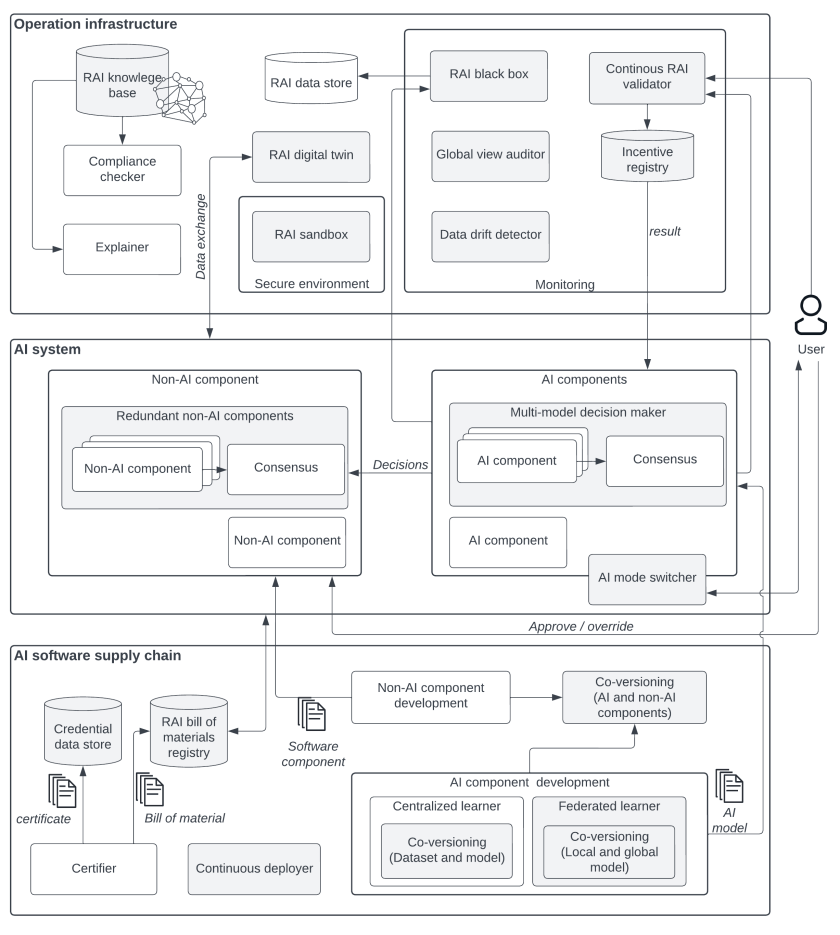 Operation infrastructure
RAI knowlege
base
RAI data store
RAI black box
Continous RAI
validator
Compliance
checker
RAI digital twin
Global view auditor
Incentive
registry
Explainer
Data exchange
RAI sandbox
Data drift detector
result
Secure environment
Monitoring
User
AI system
Non-AI component
AI components
Redundant non-AI components
Multi-model decision maker
Non-AI component
Consensus
Decisions
AI component
Consensus
Non-AI component
AI component
AI mode switcher
Approve / override
AI software supply chain
Credential
data store
RAI bill of
materials
registry
Non-AI component
development
Co-versioning
(AI and non-AI
components)
Software
component
certificate
Bill of material
AI component development
Centralized learner
Federated learner
Co-versioning
(Dataset and model)
Co-versioning
(Local and global
model)
AI
model
Certifier
Continuous deployer